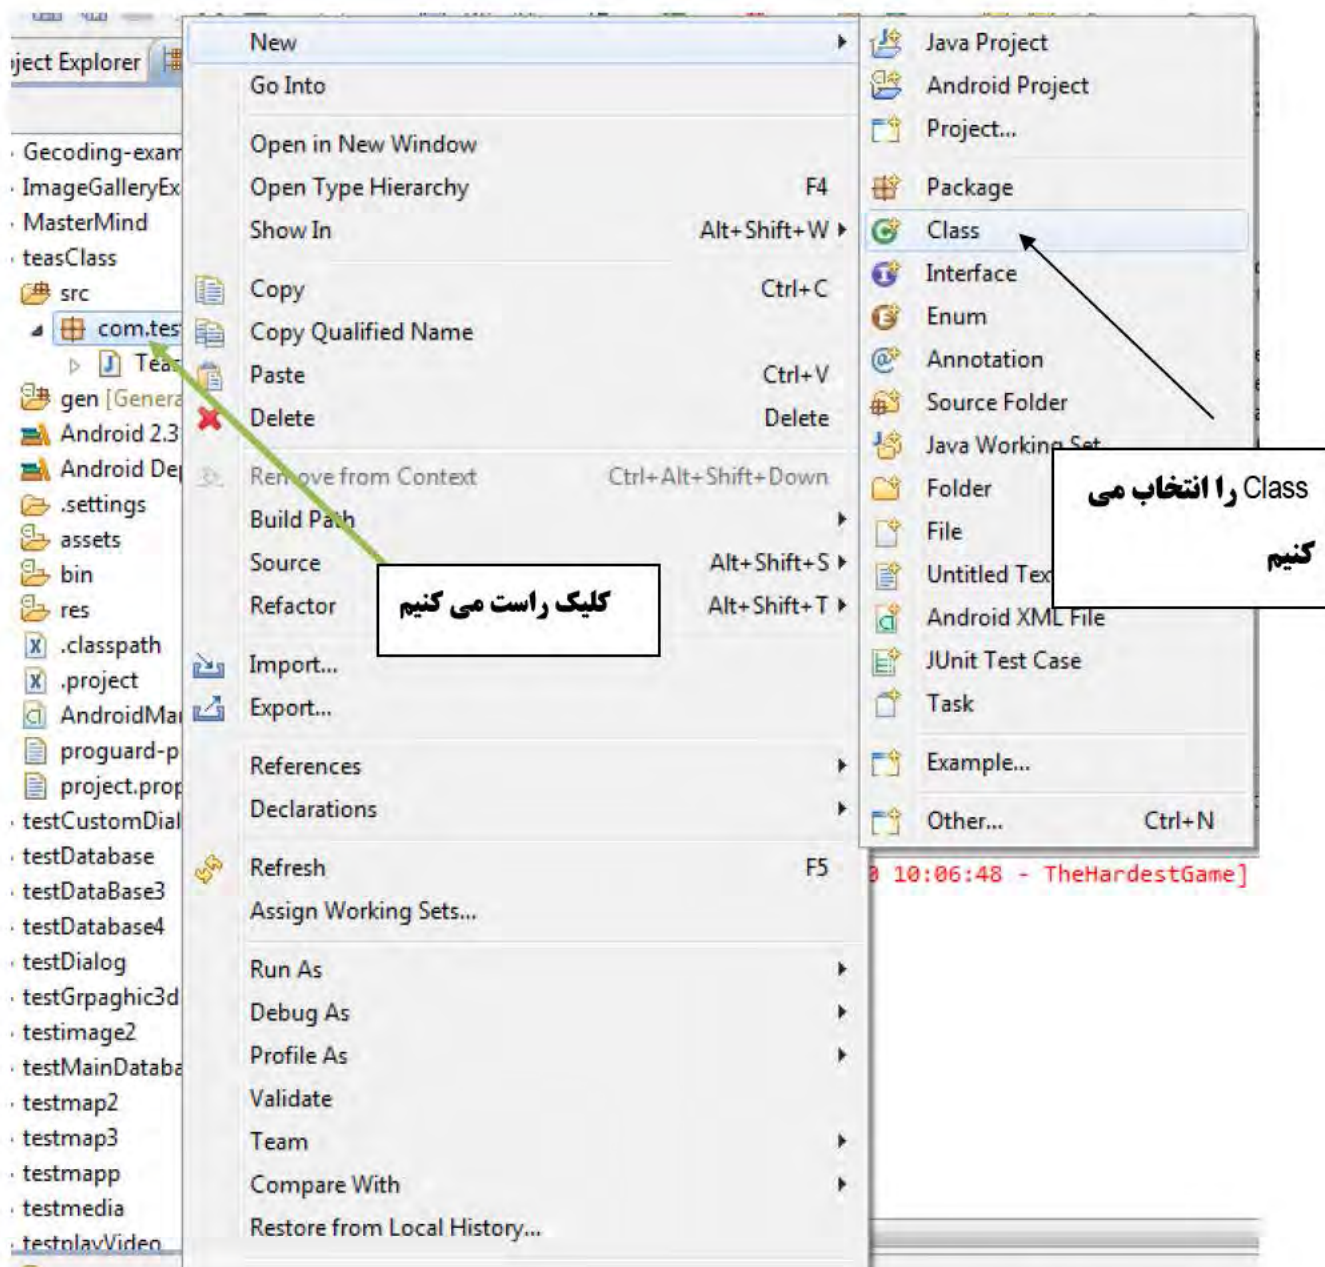 ject Explorer
Gecoding-exam
ImageGalleryEx
MasterMind
teasClass
src
com.tes
Teas
gen [Genera
Android 2.3
Android Dep
.settings
assets
bin
res
.classpath
.project
AndroidMar
proguard-p
project.prop
testCustomDial
testDatabase
testDataBase3
testDatabase4
testDialog
testGrpaghic3d
testimage2
testMainDataba
testmap2
testmap3
testmapp
testmedia
testplayVideo
New
Go Into
Open in New Window
Open Type Hierarchy F4
Show In Alt+Shift+W
Copy Ctrl+C
Copy Qualified Name
Paste Ctrl+V
Delete Delete
Remove from Context Ctrl+Alt+Shift+Down
Build Path
Source Alt+Shift+S
Refactor Alt+Shift+T
کلیک راست می کنیم
Import...
Export...
References
Declarations
Refresh F5
Assign Working Sets...
Run As
Debug As
Profile As
Validate
Team
Compare With
Restore from Local History...
Java Project
Android Project
Project...
Package
Class
Interface
Enum
Annotation
Source Folder
Java Working Set
Folder
File
Untitled Tex
Android XML File
JUnit Test Case
Task
Example...
Other... Ctrl+N
Class را انتخاب می
کنیم
10:06:48 - TheHardestGame]